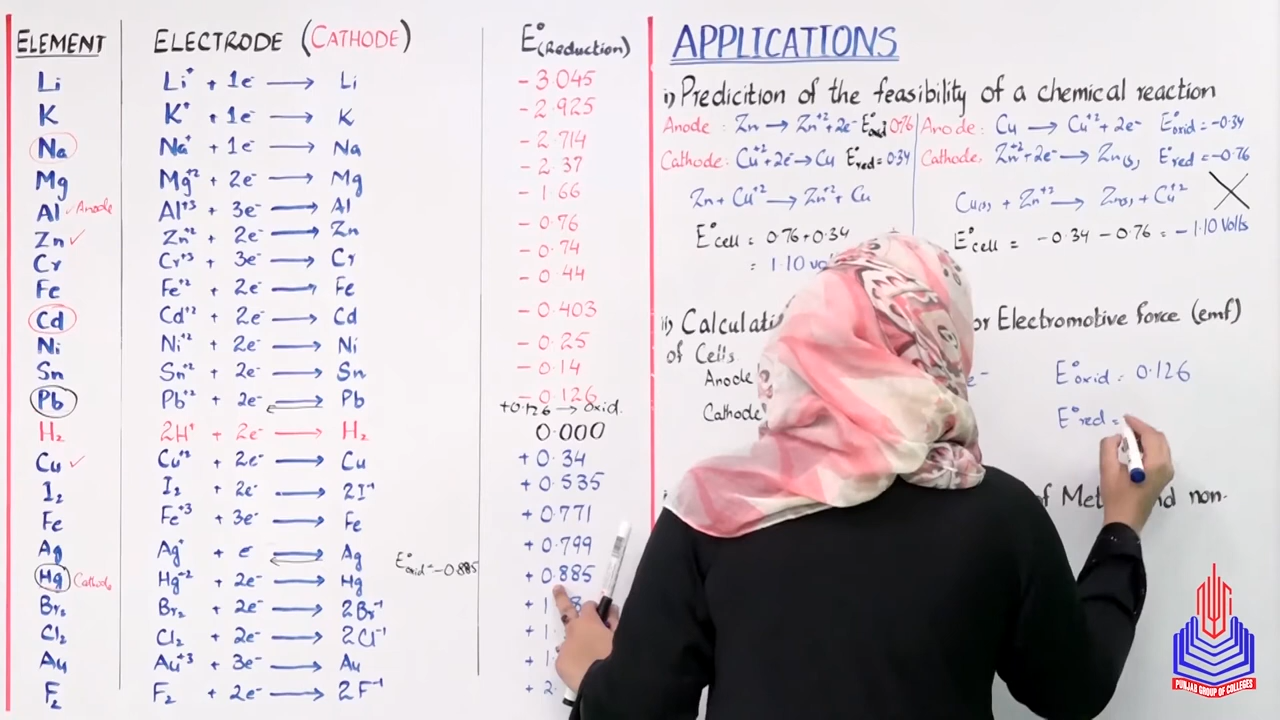 ELEMENT ELECTRODE (CATHODE) E°(Reduction)
Li Li⁺ + 1e⁻ ⟶ Li - 3.045
K K⁺ + 1e⁻ ⟶ K - 2.925
Na Na⁺ + 1e⁻ ⟶ Na - 2.714
Mg Mg⁺² + 2e⁻ ⟶ Mg - 2.37
Al ✓Anode Al⁺³ + 3e⁻ ⟶ Al - 1.66
Zn ✓ Zn⁺² + 2e⁻ ⟶ Zn - 0.76
Cr Cr⁺³ + 3e⁻ ⟶ Cr - 0.74
Fe Fe⁺² + 2e⁻ ⟶ Fe - 0.44
Cd Cd⁺² + 2e⁻ ⟶ Cd - 0.403
Ni Ni⁺² + 2e⁻ ⟶ Ni - 0.25
Sn Sn⁺² + 2e⁻ ⟶ Sn - 0.14
Pb Pb⁺² + 2e⁻ ⟶ Pb - 0.126
+0.126 → oxid.
H₂ 2H⁺ + 2e⁻ ⟶ H₂ 0.000
Cu ✓ Cu⁺² + 2e⁻ ⟶ Cu + 0.34
I₂ I₂ + 2e⁻ ⟶ 2I⁻¹ + 0.535
Fe Fe⁺³ + 3e⁻ ⟶ Fe + 0.771
Ag Ag⁺ + e⁻ ⟶ Ag + 0.799
E°oxid = -0.885
Hg Cathode Hg⁺² + 2e⁻ ⟶ Hg + 0.885
Br₂ Br₂ + 2e⁻ ⟶ 2Br⁻¹ + 1. 8
Cl₂ Cl₂ + 2e⁻ ⟶ 2Cl⁻¹ + 1.
Au Au⁺³ + 3e⁻ ⟶ Au + 1.
F₂ F₂ + 2e⁻ ⟶ 2F⁻¹ + 2.
APPLICATIONS
i) Predicition of the feasibility of a chemical reaction
Anode : Zn → Zn⁺²+2e⁻ E°oxi 0.76
Cathode: Cu⁺²+2e⁻→Cu E°red = 0.34
Zn + Cu⁺² → Zn⁺² + Cu
E°cell = 0.76+0.34
= 1.10 vo
Anode: Cu → Cu⁺²+2e⁻ E°oxid = -0.34
Cathode, Zn⁺²+2e⁻ → Zn(s) E°red = -0.76
Cu(s) + Zn⁺² → Zn(s) + Cu⁺²
E°cell = -0.34 - 0.76 = -1.10 Volts
ii) Calculati or Electromotive force (emf)
of Cells
Anode e⁻ E°oxid = 0.126
Cathode E°red =
f Met nd non-
PUNJAB GROUP OF COLLEGES